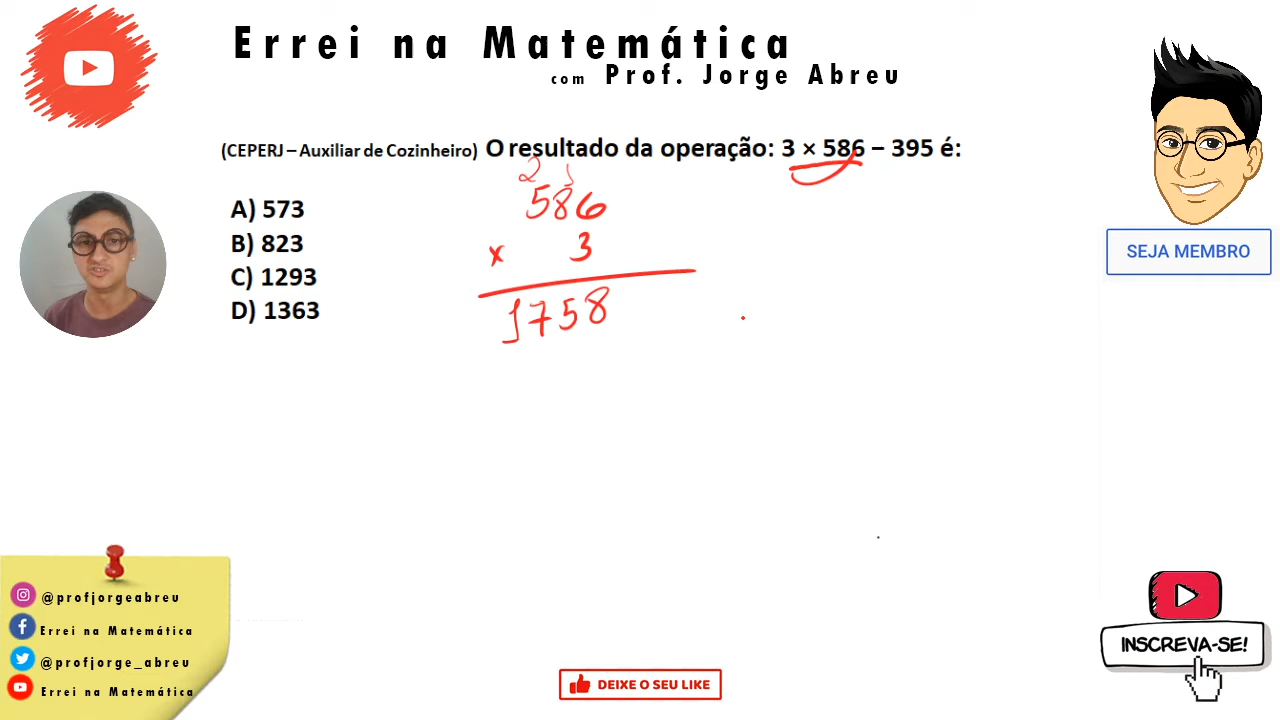 Errei na Matemática
com Prof. Jorge Abreu
(CEPERJ – Auxiliar de Cozinheiro) O resultado da operação: 3 × 586 − 395 é:
A) 573
B) 823
C) 1293
D) 1363
2 1
586
x 3
1758
SEJA MEMBRO
@profjorgeabreu
Errei na Matemática
@profjorge_abreu
Errei na Matemática
DEIXE O SEU LIKE
INSCREVA-SE!